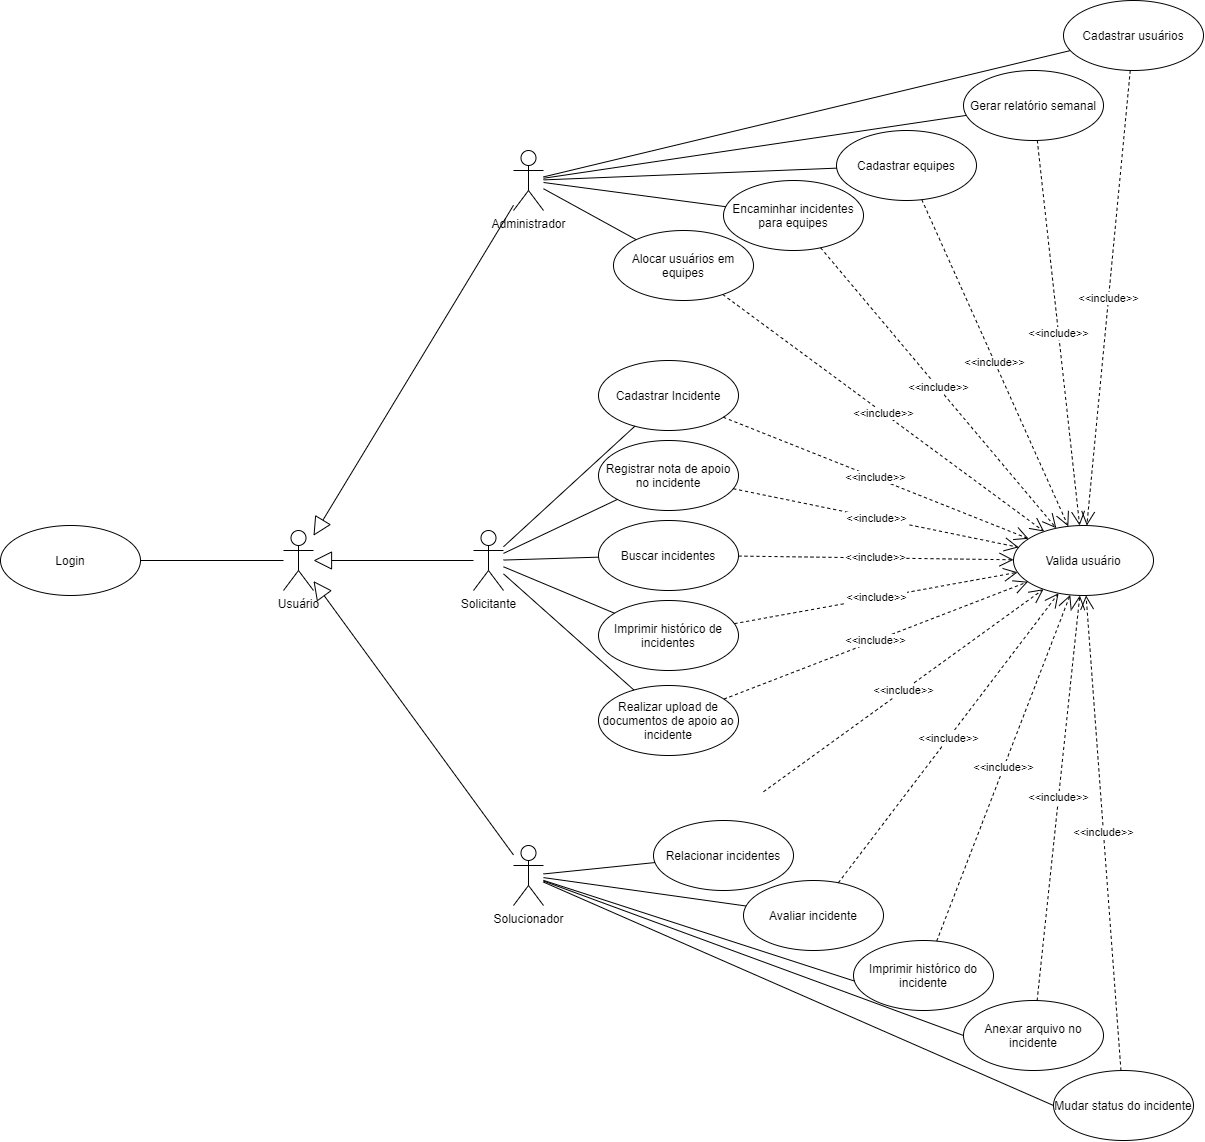 Cadastrar usuários
Gerar relatório semanal
Cadastrar equipes
Encaminhar incidentes
para equipes
Administrador
Alocar usuários em
equipes
<<include>>
<<include>>
<<include>>
<<include>>
<<include>>
Cadastrar Incidente
Registrar nota de apoio
no incidente
<<include>>
<<include>>
Login
Buscar incidentes
<<include>>
Valida usuário
Usuário
Solicitante
<<include>>
Imprimir histórico de
incidentes
<<include>>
Realizar upload de
documentos de apoio ao
incidente
<<include>>
<<include>>
<<include>>
<<include>>
<<include>>
Relacionar incidentes
Solucionador
Avaliar incidente
Imprimir histórico do
incidente
Anexar arquivo no
incidente
Mudar status do incidente